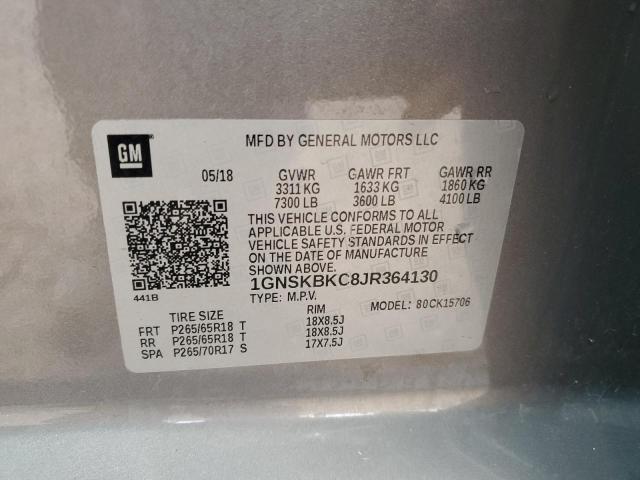 GM
MFD BY GENERAL MOTORS LLC
05/18 GVWR GAWR FRT GAWR RR
3311 KG 1633 KG 1860 KG
7300 LB 3600 LB 4100 LB
THIS VEHICLE CONFORMS TO ALL
APPLICABLE U.S. FEDERAL MOTOR
VEHICLE SAFETY STANDARDS IN EFFECT
ON THE DATE OF MANUFACTURE
SHOWN ABOVE.
441B
1GNSKBKC8JR364130
TYPE: M.P.V. MODEL: 80CK15706
TIRE SIZE RIM
FRT P265/65R18 T 18X8.5J
RR P265/65R18 T 18X8.5J
SPA P265/70R17 S 17X7.5J